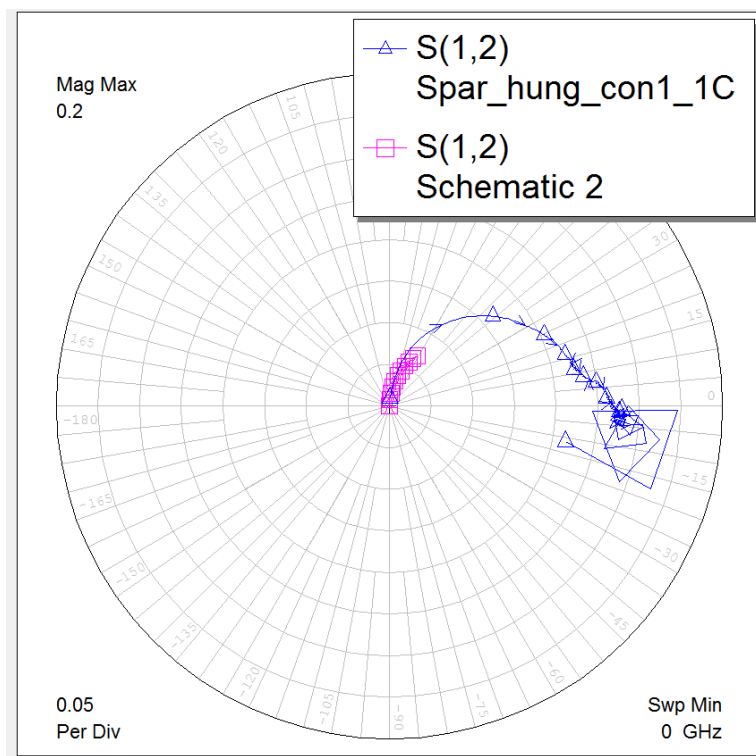 S(1,2)
Spar_hung_con1_1C
S(1,2)
Schematic 2
Mag Max
0.2
105
120
135
150
165
-180
-165
-150
-135
-120
-105
-90
-75
-60
-45
-30
-15
0
15
30
0.05
Per Div
Swp Min
0 GHz